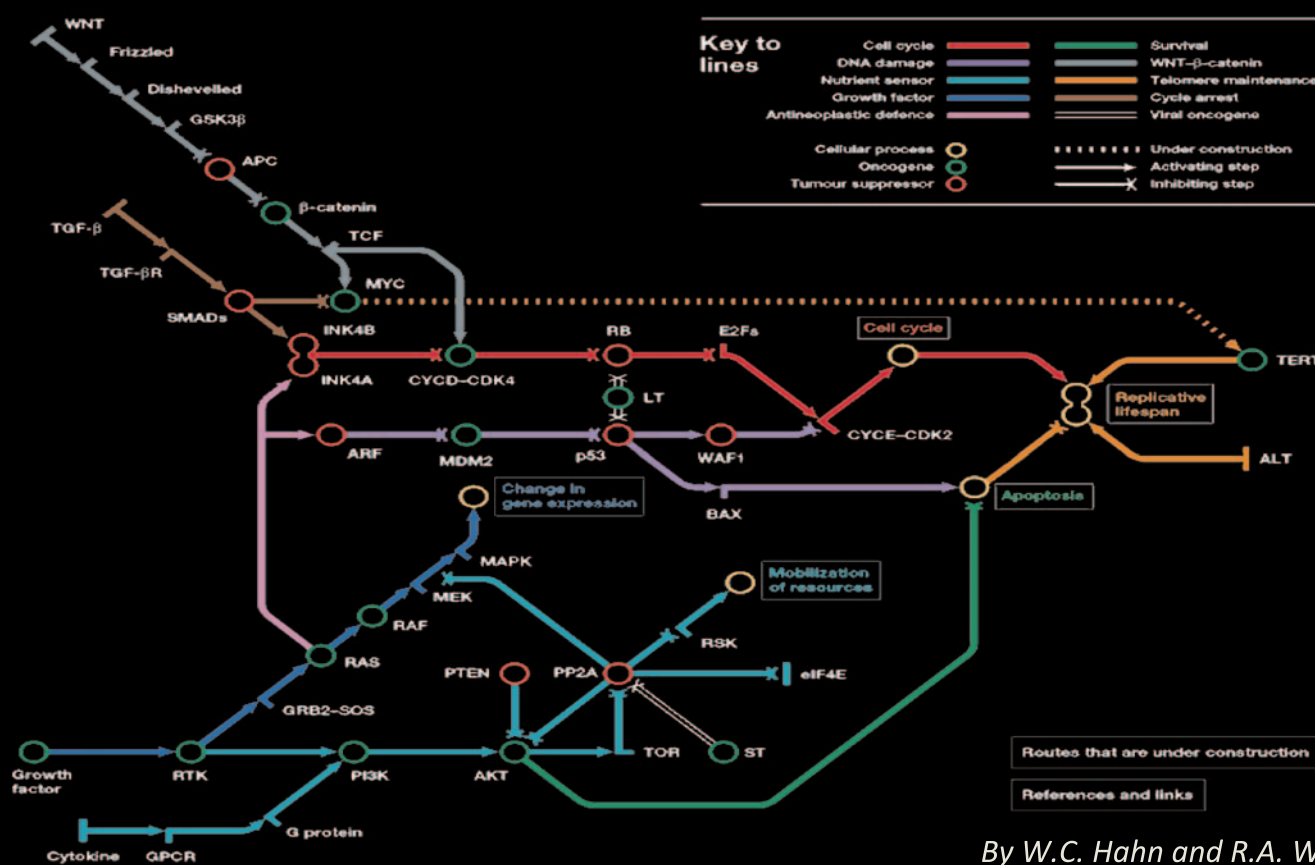 WNT
Frizzled
Dishevelled
GSK3β
APC
β-catenin
TCF
TGF-β
TGF-βR
SMADs
MYC
INK4B
INK4A
CYCD-CDK4
RB
E2Fs
Cell cycle
TERT
LT
Replicative
lifespan
CYCE-CDK2
ARF
MDM2
p53
WAF1
ALT
BAX
Apoptosis
Change in
gene expression
MAPK
MEK
RAF
RAS
Mobilization
of resources
RSK
PTEN
PP2A
eIF4E
GRB2-SOS
Growth
factor
RTK
PI3K
AKT
TOR
ST
Cytokine
GPCR
G protein
Key to
lines
Cell cycle
DNA damage
Nutrient sensor
Growth factor
Antineoplastic defence
Survival
WNT-β-catenin
Telomere maintenance
Cycle arrest
Viral oncogene
Cellular process
Oncogene
Tumour suppressor
Under construction
Activating step
Inhibiting step
Routes that are under construction
References and links
By W.C. Hahn and R.A. W